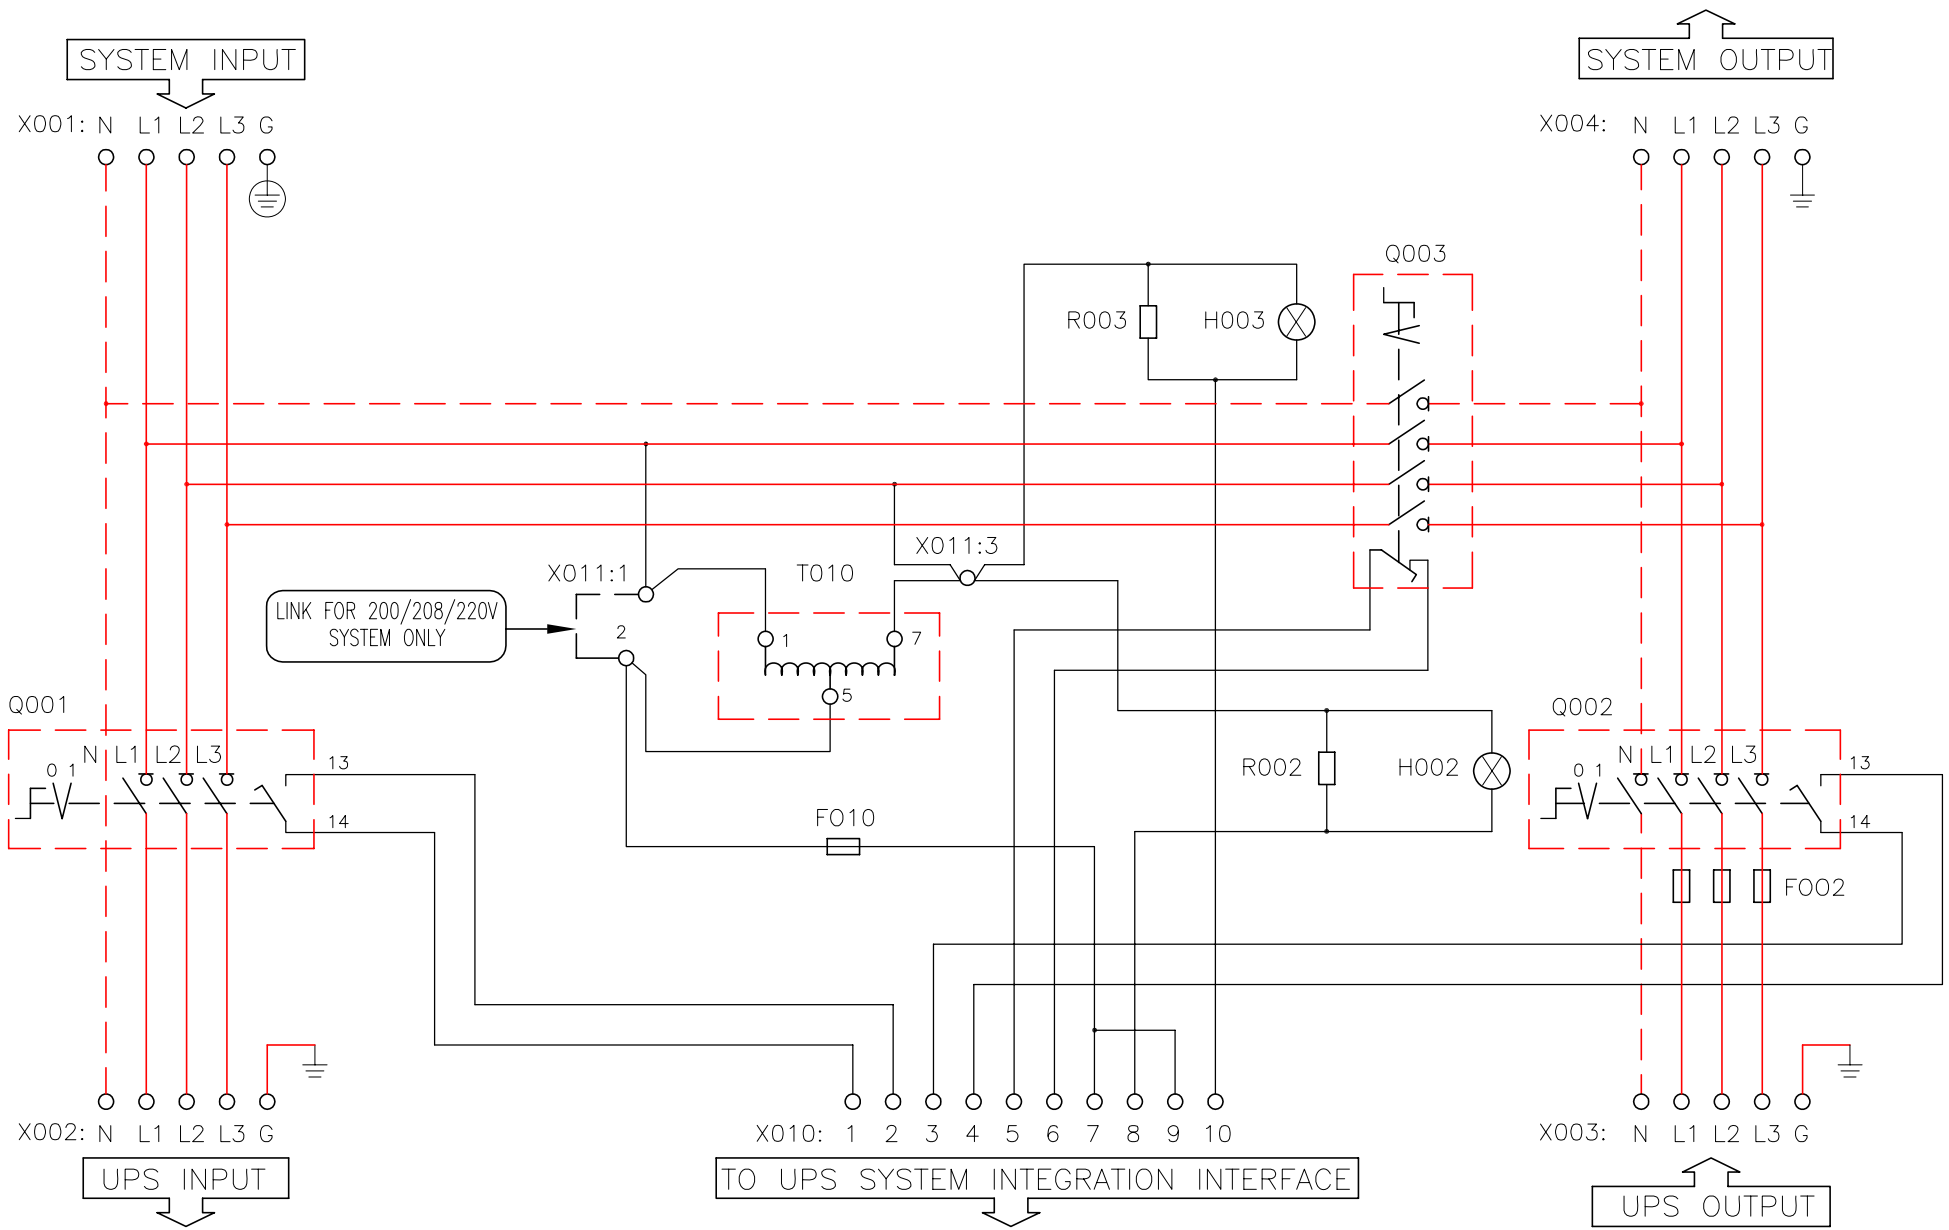 SYSTEM INPUT
SYSTEM OUTPUT
X001: N L1 L2 L3 G
X004: N L1 L2 L3 G
Q003
R003
H003
X011:3
X011:1
T010
LINK FOR 200/208/220V
SYSTEM ONLY
2
1
7
5
Q001
N L1 L2 L3
0 1
13
14
F010
R002
H002
Q002
N L1 L2 L3
0 1
13
14
F002
X002: N L1 L2 L3 G
X010: 1 2 3 4 5 6 7 8 9 10
X003: N L1 L2 L3 G
UPS INPUT
TO UPS SYSTEM INTEGRATION INTERFACE
UPS OUTPUT